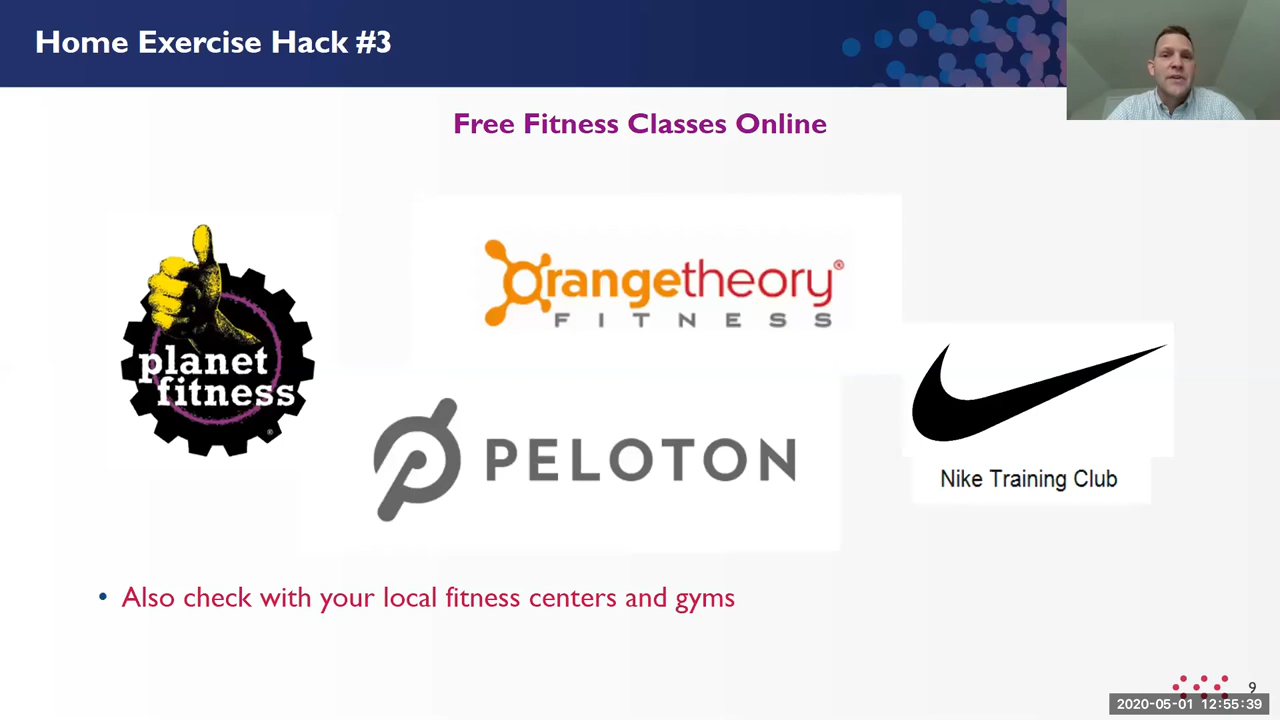 Home Exercise Hack #3
Free Fitness Classes Online
planet
fitness
®
orangetheory®
FITNESS
PELOTON
Nike Training Club
• Also check with your local fitness centers and gyms
9
2020-05-01 12:55:39